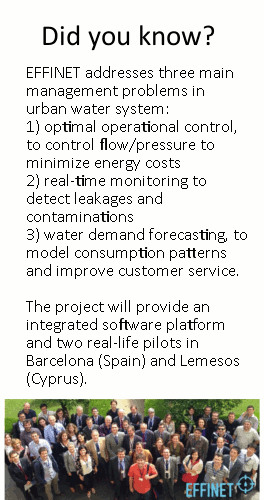 Did you know?
EFFINET addresses three main
management problems in
urban water system:
1) optimal operational control,
to control flow/pressure to
minimize energy costs
2) real-time monitoring to
detect leakages and
contaminations
3) water demand forecasting, to
model consumption patterns
and improve customer service.
The project will provide an
integrated software platform
and two real-life pilots in
Barcelona (Spain) and Lemesos
(Cyprus).
EFFINET